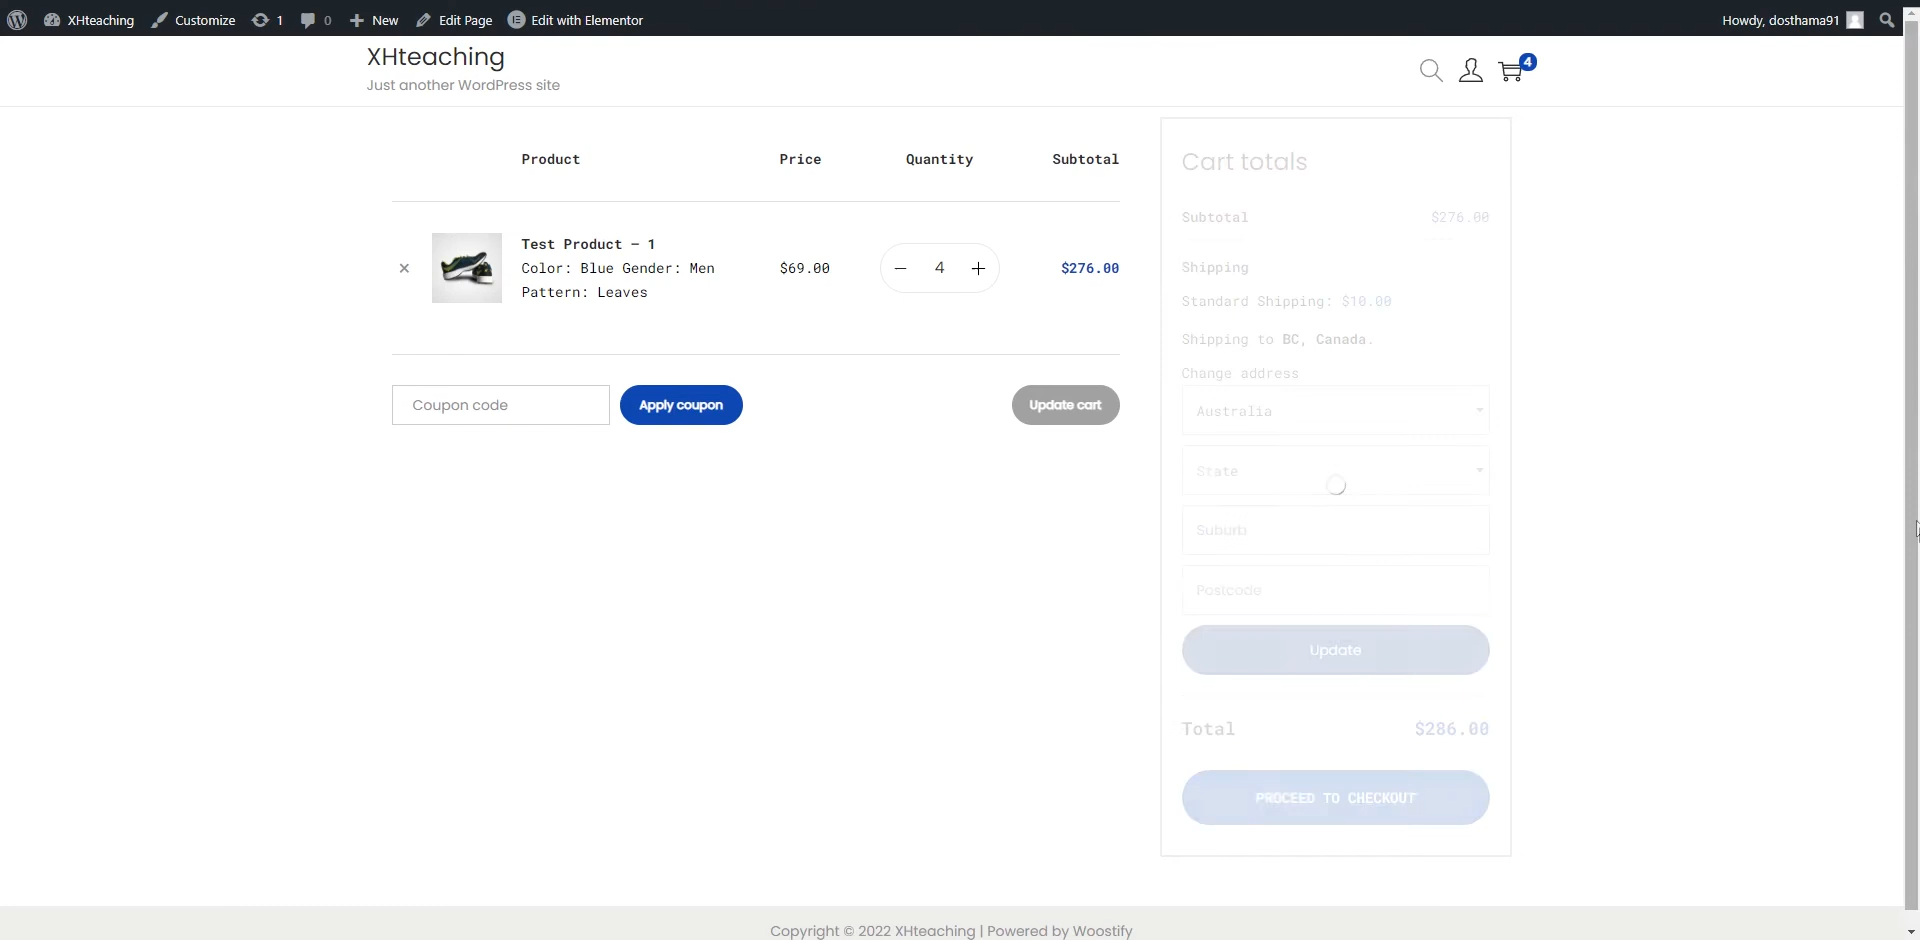 XHteaching Customize 1 0 New Edit Page Edit with Elementor Howdy, dosthama91
XHteaching
Just another WordPress site
4
Product Price Quantity Subtotal
Test Product – 1
Color: Blue Gender: Men
Pattern: Leaves
× $69.00 − 4 + $276.00
Coupon code Apply coupon Update cart
Cart totals
Subtotal $276.00
Shipping
Standard Shipping: $10.00
Shipping to BC, Canada.
Change address
Australia
State
Suburb
Postcode
Update
Total $286.00
PROCEED TO CHECKOUT
Copyright © 2022 XHteaching | Powered by Woostify